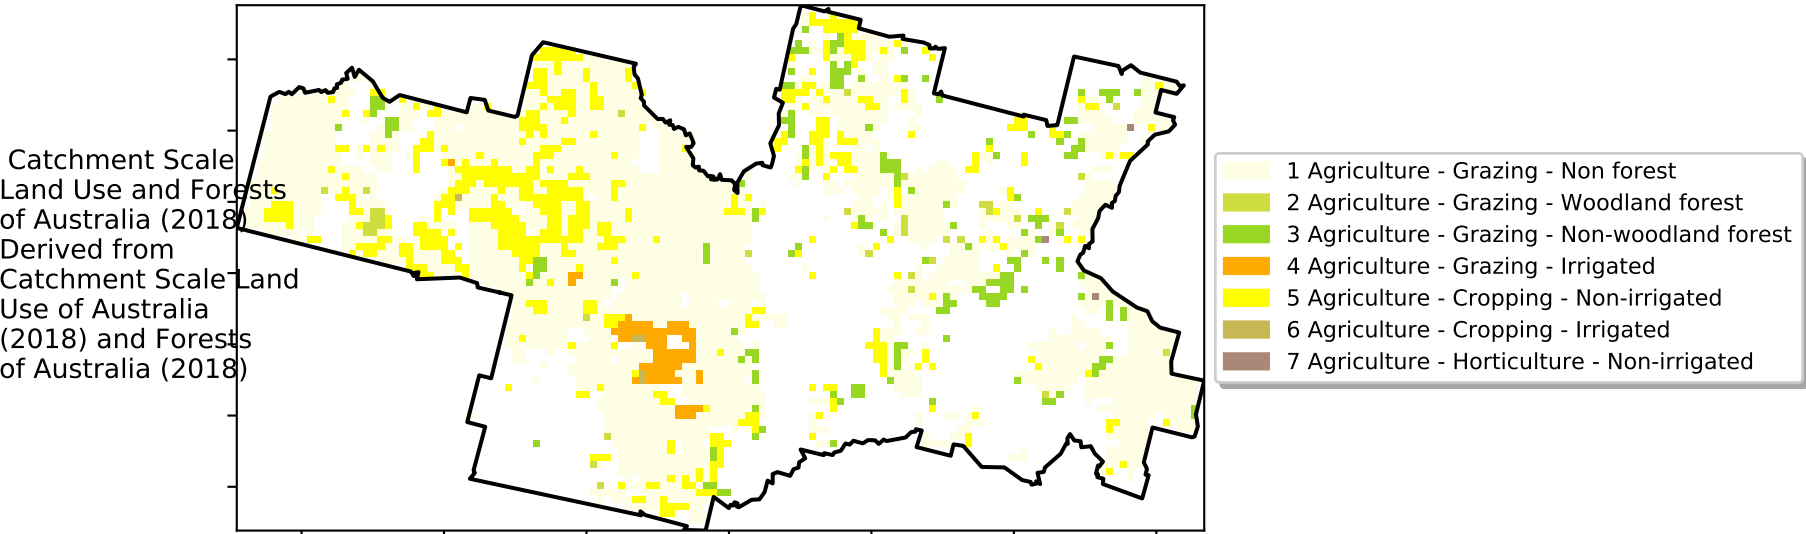 Catchment Scale
Land Use and Forests
of Australia (2018)
Derived from
Catchment Scale Land
Use of Australia
(2018) and Forests
of Australia (2018)
1 Agriculture - Grazing - Non forest
2 Agriculture - Grazing - Woodland forest
3 Agriculture - Grazing - Non-woodland forest
4 Agriculture - Grazing - Irrigated
5 Agriculture - Cropping - Non-irrigated
6 Agriculture - Cropping - Irrigated
7 Agriculture - Horticulture - Non-irrigated